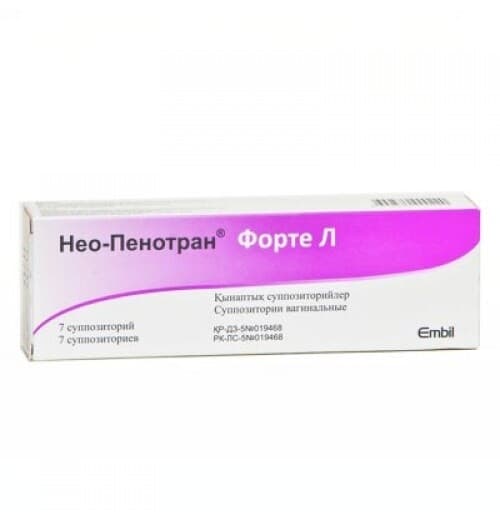 Нео-Пенотран® Форте Л
Қынаптық суппозиторийлер
Суппозитории вагинальные
7 суппозиторий
7 суппозиториев
ҚР-ДЗ-5№019468
РК-ЛС-5№019468
Embil